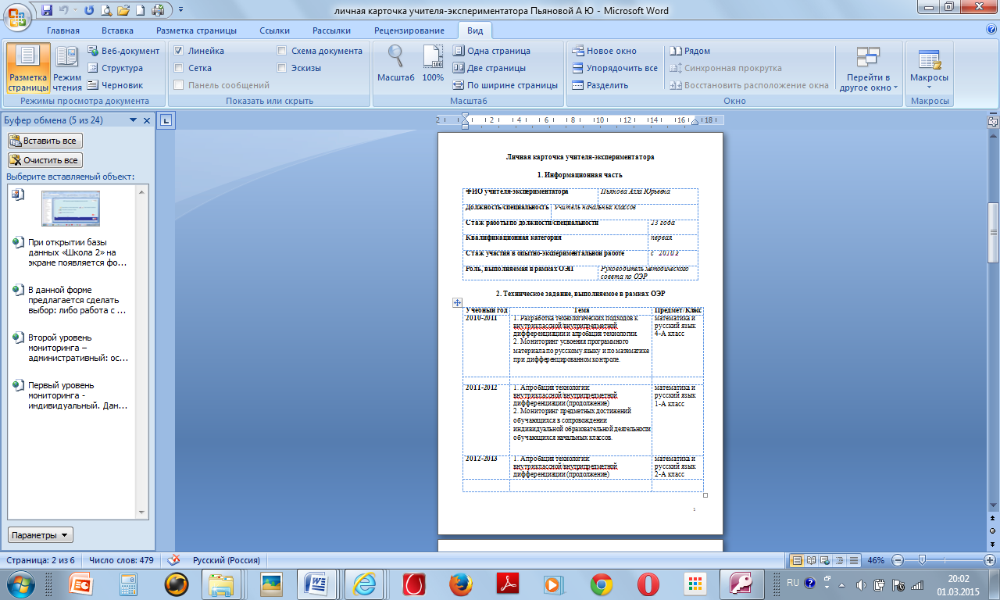 личная карточка учителя-экспериментатора Пьяновой А Ю - Microsoft Word
Главная Вставка Разметка страницы Ссылки Рассылки Рецензирование Вид
Разметка страницы
Режим чтения
Веб-документ
Структура
Черновик
Режимы просмотра документа
Линейка
Сетка
Панель сообщений
Схема документа
Эскизы
Показать или скрыть
Масштаб
100%
Одна страница
Две страницы
По ширине страницы
Масштаб
Новое окно
Упорядочить все
Разделить
Рядом
Синхронная прокрутка
Восстановить расположение окна
Перейти в другое окно
Окно
Макросы
Макросы
Буфер обмена (5 из 24)
Вставить все
Очистить все
Выберите вставляемый объект:
При открытии базы
данных «Школа 2» на
экране появляется фо...
В данной форме
предлагается сделать
выбор: либо работа с ...
Второй уровень
мониторинга –
административный: ос...
Первый уровень
мониторинга -
индивидуальный. Дан...
Параметры
2 2 4 6 8 10 12 14 16 18
Личная карточка учителя-экспериментатора
1. Информационная часть
ФИО учителя-экспериментатора Пьянова Алла Юрьевна
Должность/специальность Учитель начальных классов
Стаж работы по должности/специальности 23 года
Квалификационная категория первая
Стаж участия в опытно-экспериментальной работе с 2010 г
Роль, выполняемая в рамках ОЭП Руководитель методического
совета по ОЭР
2. Техническое задание, выполняемое в рамках ОЭР
Учебный год Тема Предмет/Класс
2010-2011 1. Разработка технологических подходов к
внутриклассной/внутрипредметной
дифференциации и апробация технологии.
2. Мониторинг усвоения программного
материала по русскому языку и по математике
при дифференцированном контроле.
математика и
русский язык
4-А класс
2011-2012 1. Апробация технологии
внутриклассной/внутрипредметной
дифференциации (продолжение)
2. Мониторинг предметных достижений
обучающихся в сопровождении
индивидуальной образовательной деятельности
обучающихся начальных классов.
математика и
русский язык
1-А класс
2012-2013 1. Апробация технологии
внутриклассной/внутрипредметной
дифференциации (продолжение)
математика и
русский язык
2-А класс
1
Страница: 2 из 6 Число слов: 479 Русский (Россия) 46%
RU 20:02
01.03.2015